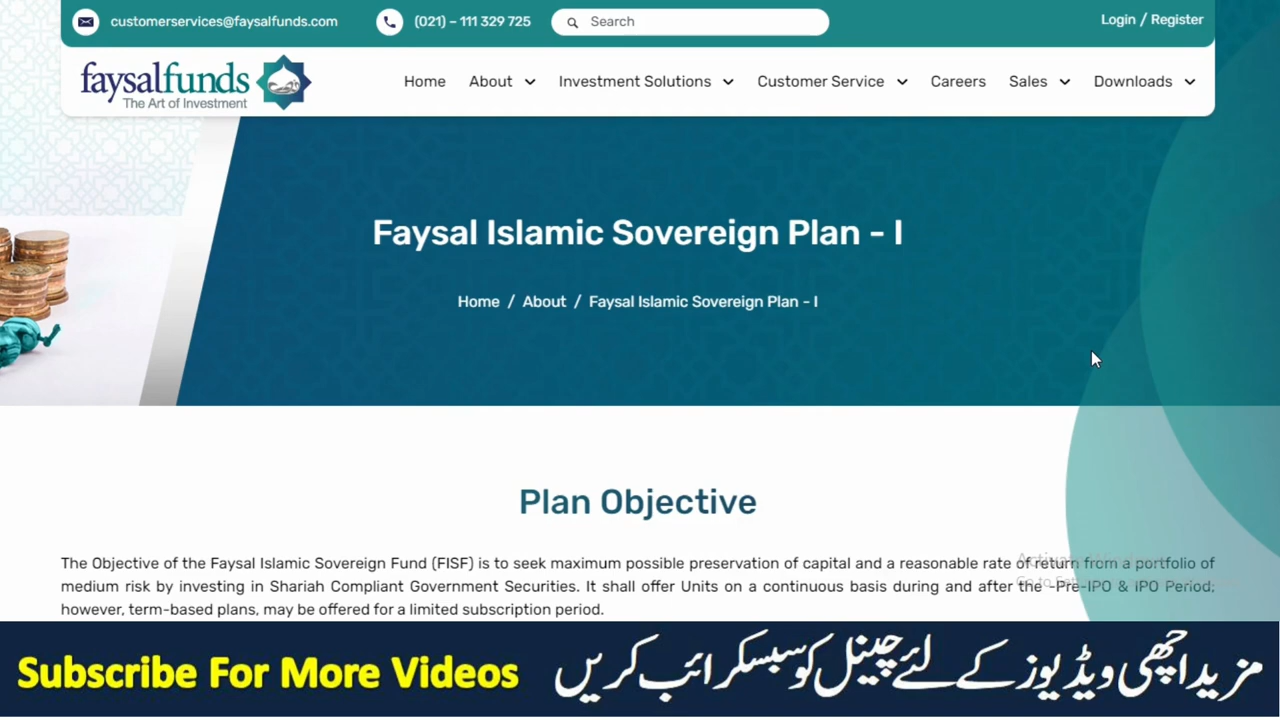 customerservices@faysalfunds.com
(021) – 111 329 725
Search
Login / Register
faysalfunds
The Art of Investment
Home
About
Investment Solutions
Customer Service
Careers
Sales
Downloads
Faysal Islamic Sovereign Plan - I
Home / About / Faysal Islamic Sovereign Plan - I
Plan Objective
The Objective of the Faysal Islamic Sovereign Fund (FISF) is to seek maximum possible preservation of capital and a reasonable rate of return from a portfolio of
medium risk by investing in Shariah Compliant Government Securities. It shall offer Units on a continuous basis during and after the -Pre-IPO & IPO Period;
however, term-based plans, may be offered for a limited subscription period.
Subscribe For More Videos
مزید اچھی ویڈیوز کے لئے چینل کو سبسکرائب کریں